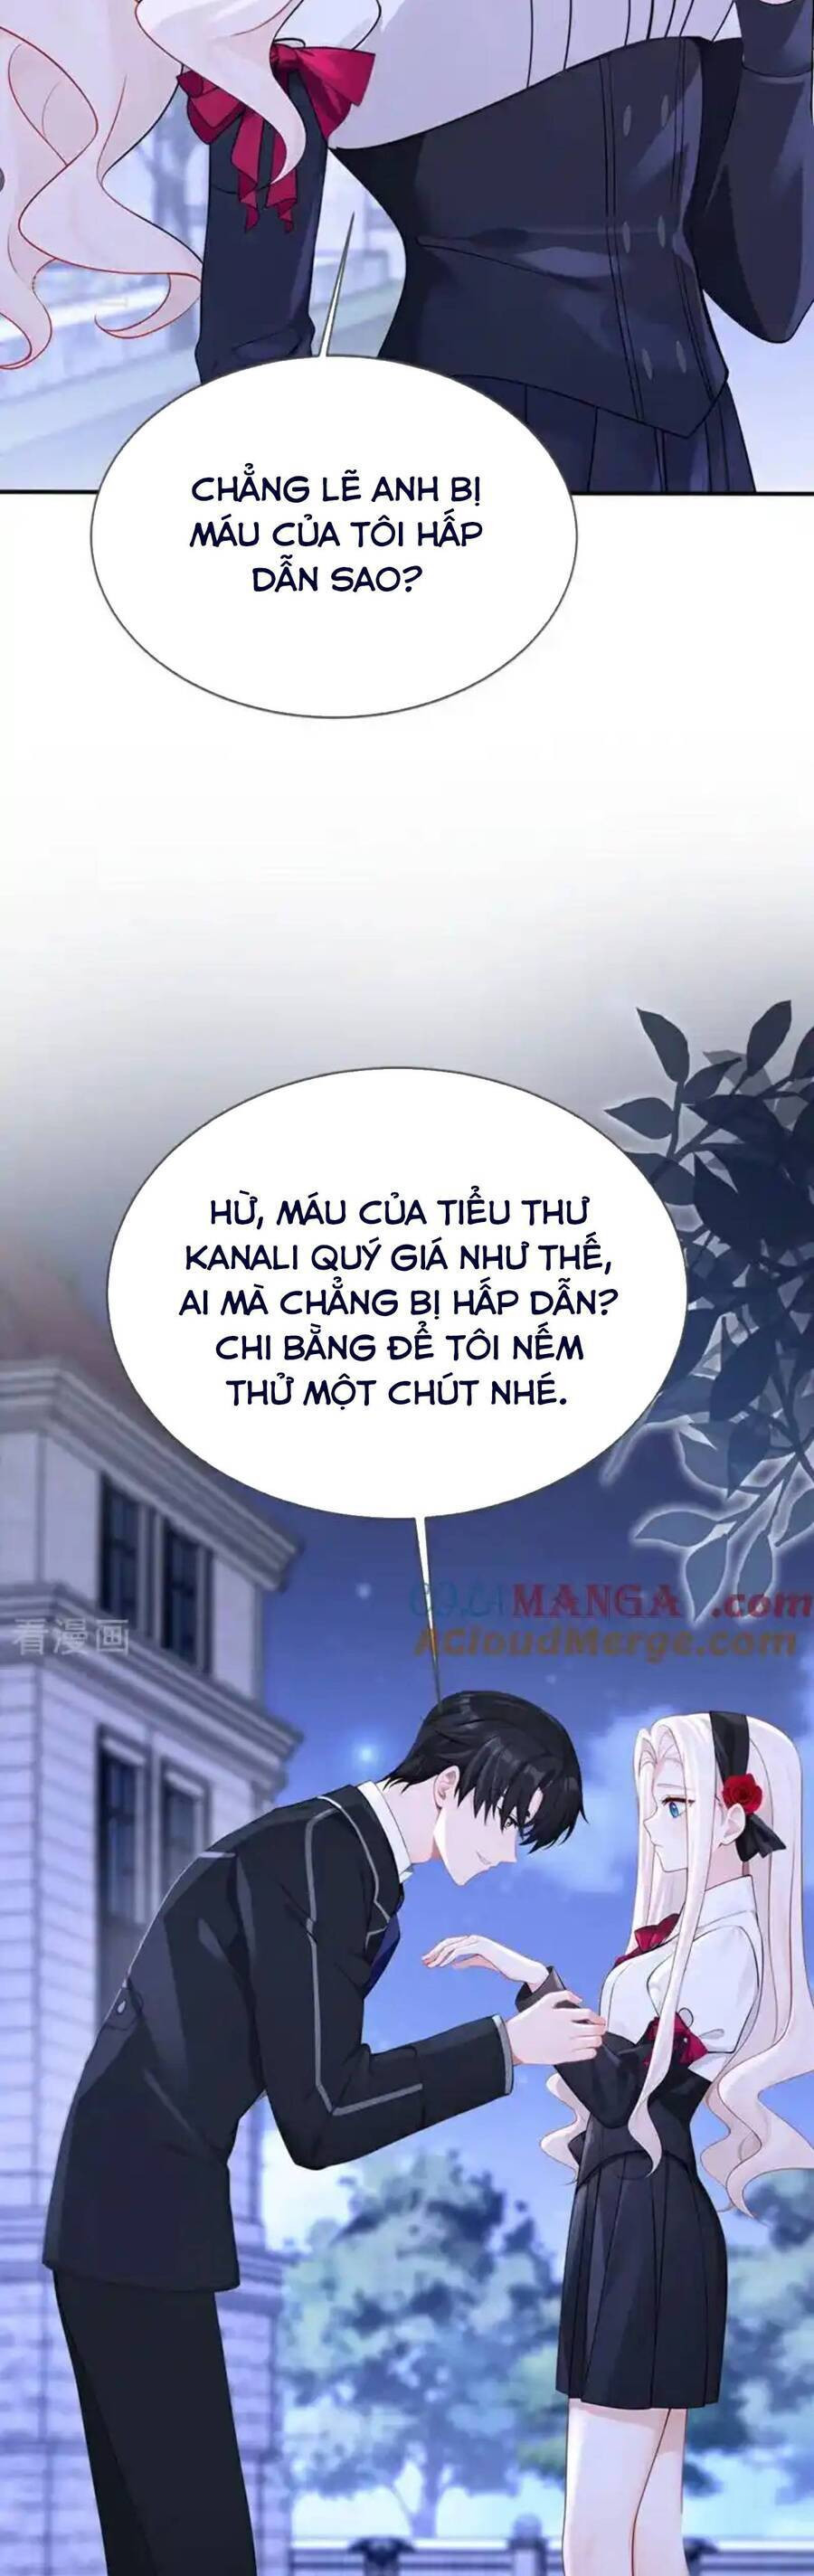 CHẲNG LẼ ANH BỊ
MÁU CỦA TÔI HẤP
DẪN SAO?
HỪ, MÁU CỦA TIỂU THƯ
KANALI QUÝ GIÁ NHƯ THẾ,
AI MÀ CHẲNG BỊ HẤP DẪN?
CHI BẰNG ĐỂ TÔI NẾM
THỬ MỘT CHÚT NHÉ.
MANGA .com
ACloudMerge.com
看漫画